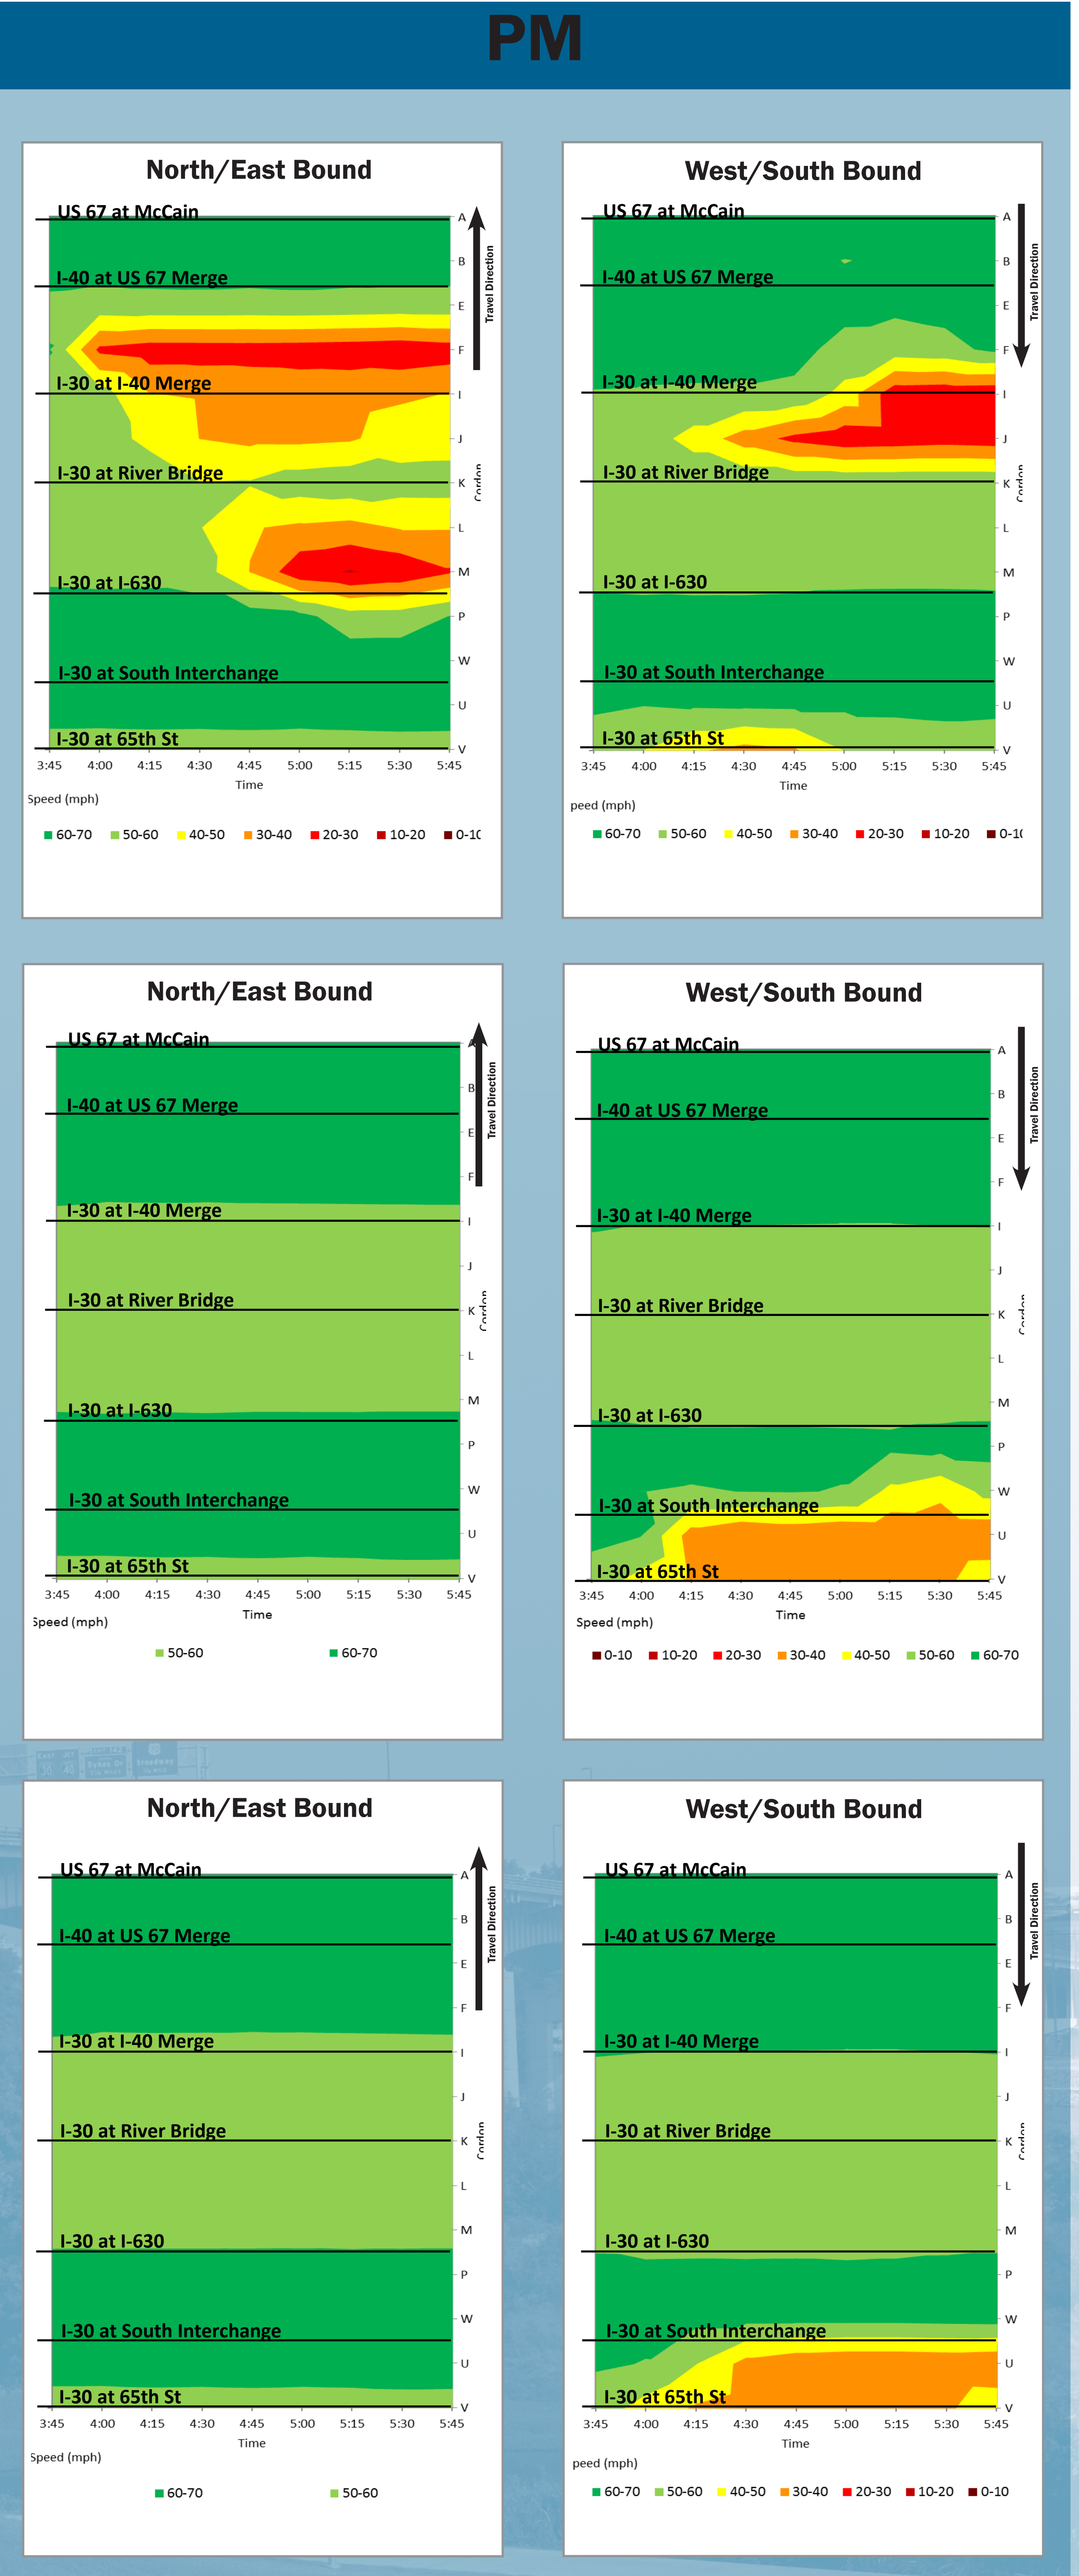 PM
North/East Bound
US 67 at McCain
I-40 at US 67 Merge
I-30 at I-40 Merge
I-30 at River Bridge
I-30 at I-630
I-30 at South Interchange
I-30 at 65th St
A
B
E
F
I
J
K
L
M
P
W
U
V
Travel Direction
Cordon
3:45 4:00 4:15 4:30 4:45 5:00 5:15 5:30 5:45
Time
Speed (mph)
60-70 50-60 40-50 30-40 20-30 10-20 0-10
West/South Bound
US 67 at McCain
I-40 at US 67 Merge
I-30 at I-40 Merge
I-30 at River Bridge
I-30 at I-630
I-30 at South Interchange
I-30 at 65th St
A
B
E
F
I
J
K
L
M
P
W
U
V
Travel Direction
Cordon
3:45 4:00 4:15 4:30 4:45 5:00 5:15 5:30 5:45
Time
peed (mph)
60-70 50-60 40-50 30-40 20-30 10-20 0-10
North/East Bound
US 67 at McCain
I-40 at US 67 Merge
I-30 at I-40 Merge
I-30 at River Bridge
I-30 at I-630
I-30 at South Interchange
I-30 at 65th St
A
B
E
F
I
J
K
L
M
P
W
U
V
Travel Direction
Cordon
3:45 4:00 4:15 4:30 4:45 5:00 5:15 5:30 5:45
Time
Speed (mph)
50-60 60-70
West/South Bound
US 67 at McCain
I-40 at US 67 Merge
I-30 at I-40 Merge
I-30 at River Bridge
I-30 at I-630
I-30 at South Interchange
I-30 at 65th St
A
B
E
F
I
J
K
L
M
P
W
U
V
Travel Direction
Cordon
3:45 4:00 4:15 4:30 4:45 5:00 5:15 5:30 5:45
Time
Speed (mph)
0-10 10-20 20-30 30-40 40-50 50-60 60-70
North/East Bound
US 67 at McCain
I-40 at US 67 Merge
I-30 at I-40 Merge
I-30 at River Bridge
I-30 at I-630
I-30 at South Interchange
I-30 at 65th St
A
B
E
F
I
J
K
L
M
P
W
U
V
Travel Direction
Cordon
3:45 4:00 4:15 4:30 4:45 5:00 5:15 5:30 5:45
Time
Speed (mph)
60-70 50-60
West/South Bound
US 67 at McCain
I-40 at US 67 Merge
I-30 at I-40 Merge
I-30 at River Bridge
I-30 at I-630
I-30 at South Interchange
I-30 at 65th St
A
B
E
F
I
J
K
L
M
P
W
U
V
Travel Direction
Cordon
3:45 4:00 4:15 4:30 4:45 5:00 5:15 5:30 5:45
Time
peed (mph)
60-70 50-60 40-50 30-40 20-30 10-20 0-10